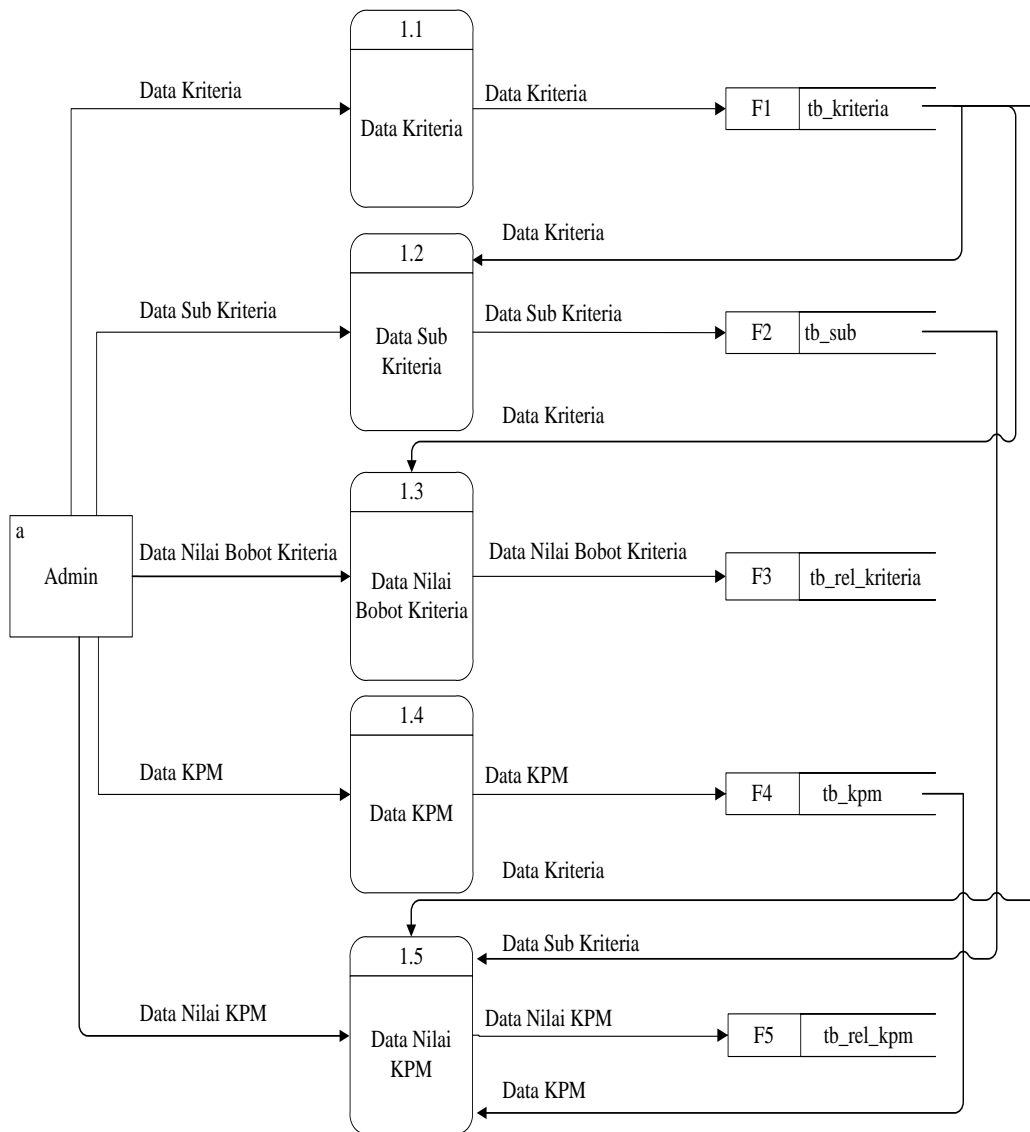 1.1
Data Kriteria
Data Kriteria
F1 tb_kriteria
Data Kriteria
Data Kriteria
1.2
Data Sub Kriteria
Data Sub Kriteria
F2 tb_sub
Data Sub
Kriteria
Data Kriteria
1.3
a
Admin
Data Nilai Bobot Kriteria
Data Nilai Bobot Kriteria
F3 tb_rel_kriteria
Data Nilai
Bobot Kriteria
1.4
Data KPM
Data KPM
F4 tb_kpm
Data KPM
Data Kriteria
1.5
Data Sub Kriteria
Data Nilai KPM
Data Nilai KPM
F5 tb_rel_kpm
Data Nilai
KPM
Data KPM